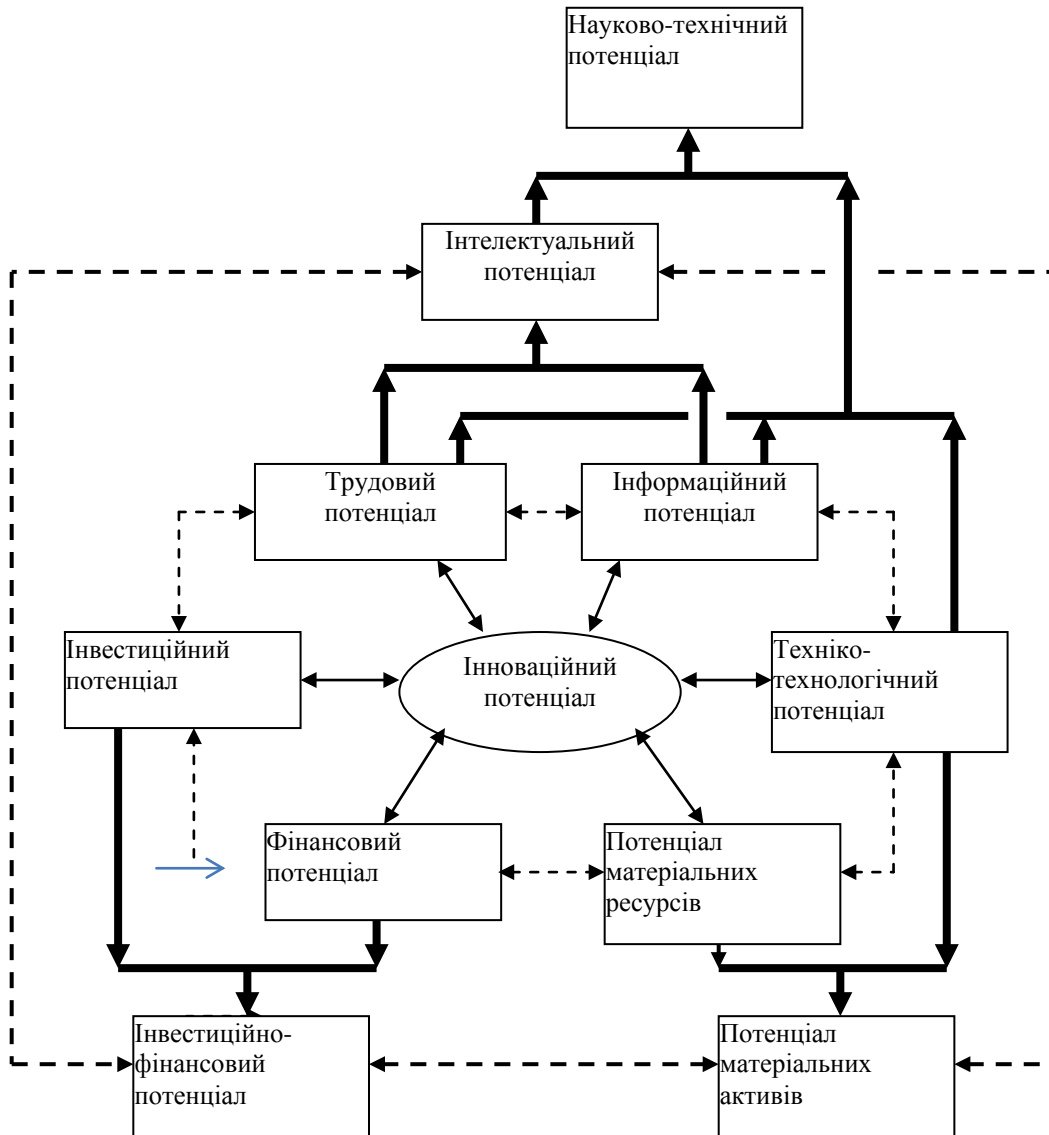 Науково-технічний
потенціал
Інтелектуальний
потенціал
Трудовий
потенціал
Інформаційний
потенціал
Інвестиційний
потенціал
Інноваційний
потенціал
Техніко-
технологічний
потенціал
Фінансовий
потенціал
Потенціал
матеріальних
ресурсів
Інвестиційно-
фінансовий
потенціал
Потенціал
матеріальних
активів